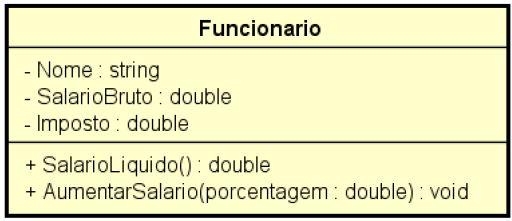 Funcionario
- Nome : string
- SalarioBruto : double
- Imposto : double
+ SalarioLiquido() : double
+ AumentarSalario(porcentagem : double) : void